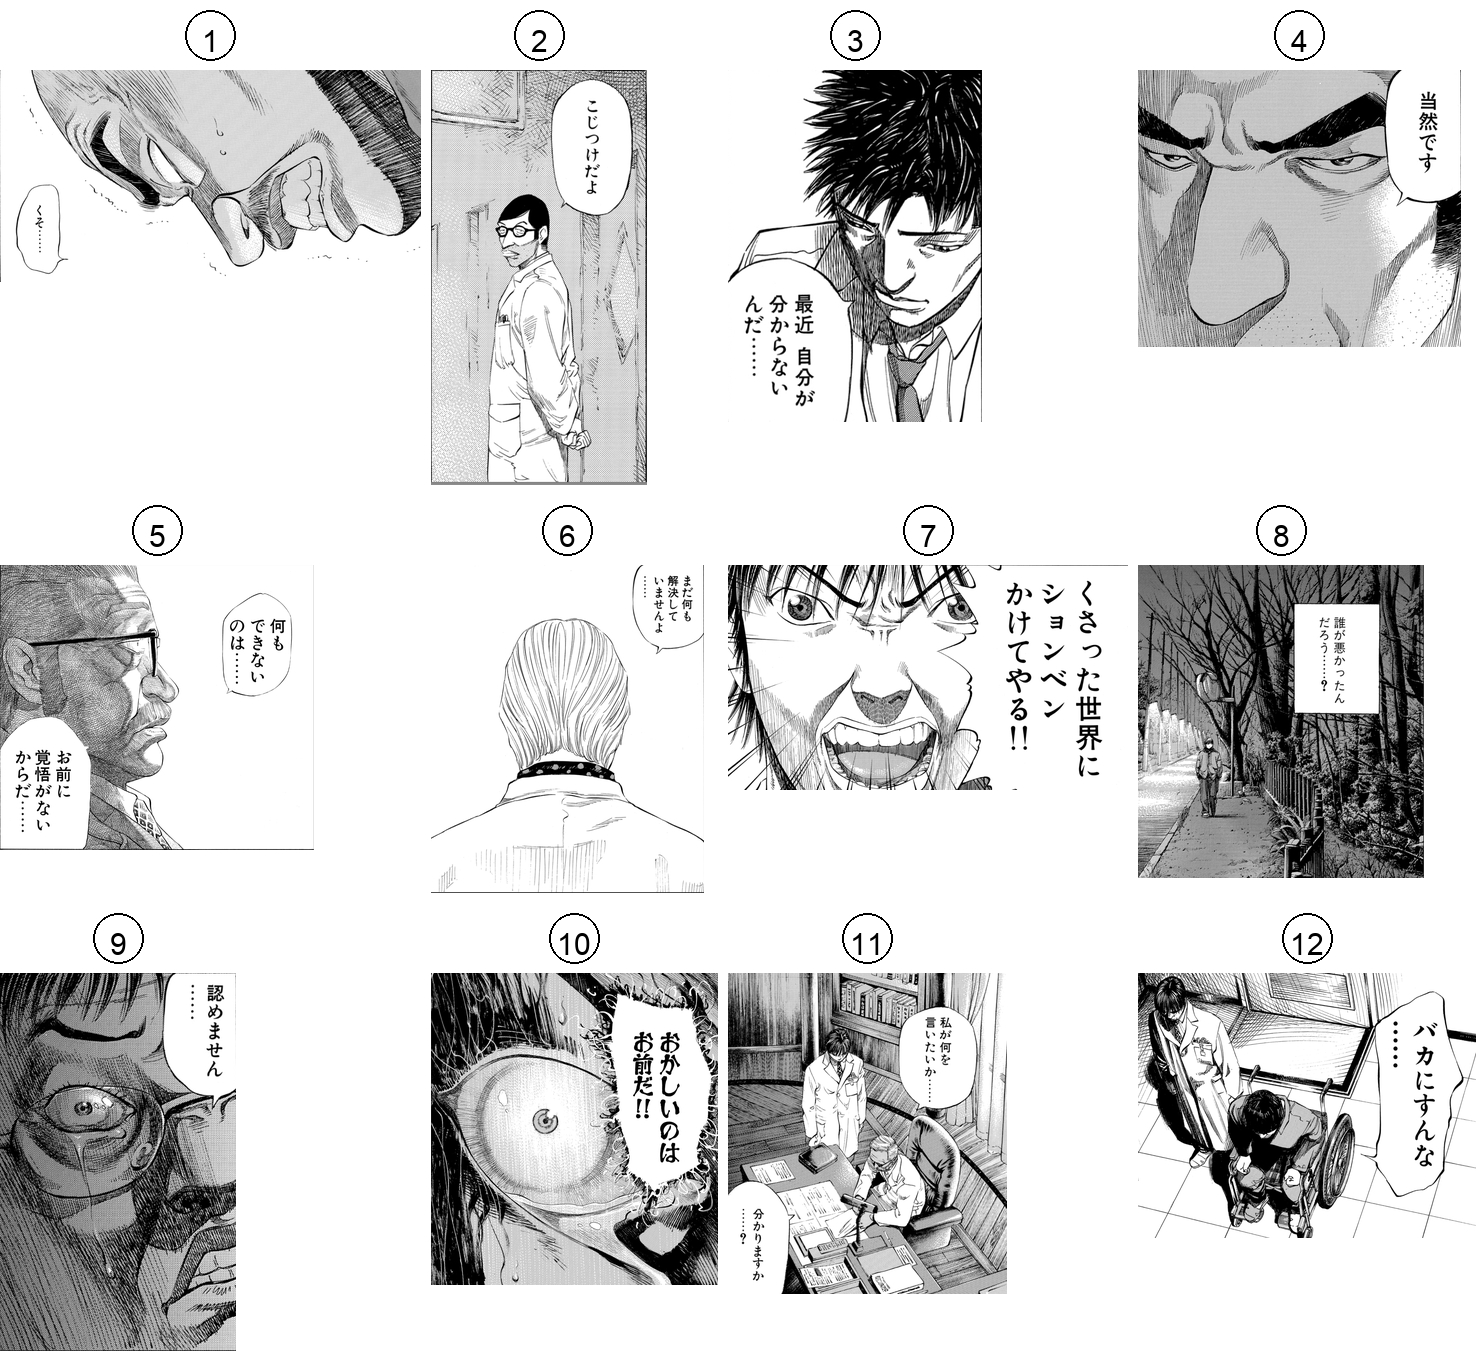 1
くそ……
2
こじつけだよ
3
最近 自分が
分からない
んだ……
4
当然です
5
何も
できない
のは……
お前に
覚悟がない
からだ……
6
まだ何も
解決して
いませんよ
……
7
くさった世界に
ションベン
かけてやる!!
8
誰が悪かったん
だろう……?
9
認めません
……
10
おかしいのは
お前だ!!
11
私が何を
言いたいか……
分かりますか
……?
12
バカにすんな
……